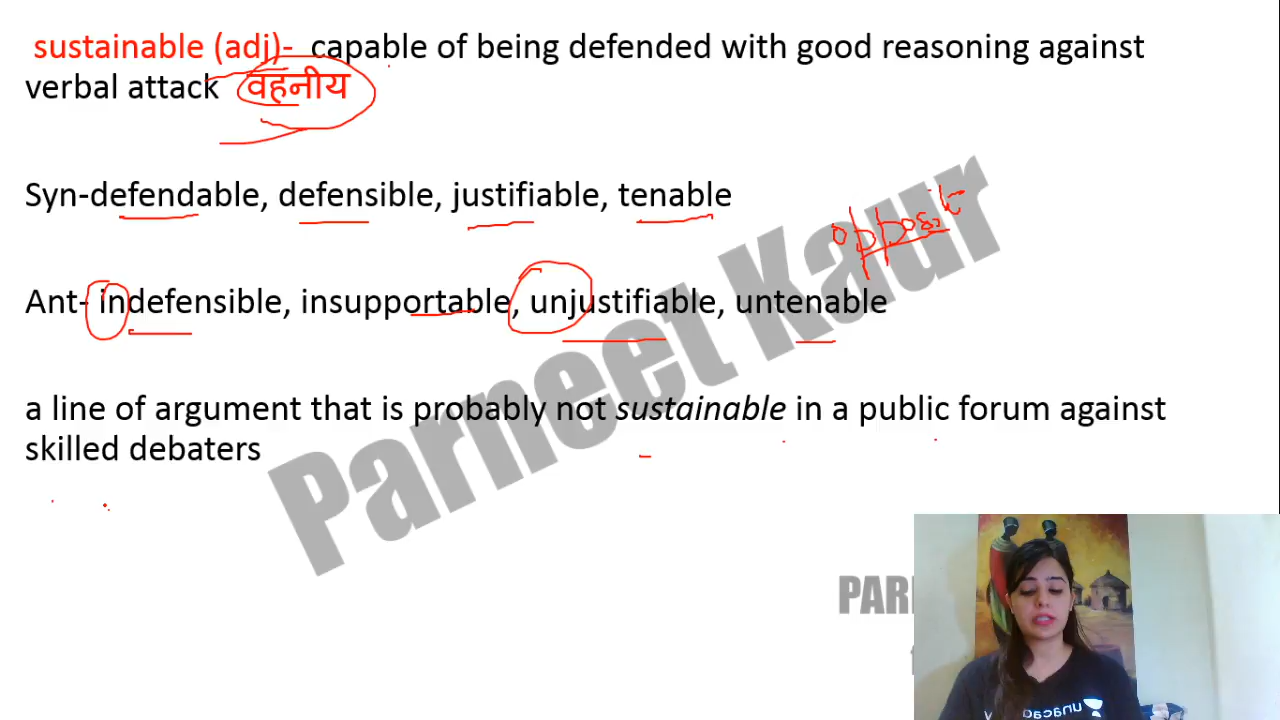 sustainable (adj)- capable of being defended with good reasoning against
verbal attack वहनीय
Syn-defendable, defensible, justifiable, tenable
opposite
Ant- indefensible, insupportable, unjustifiable, untenable
a line of argument that is probably not sustainable in a public forum against
skilled debaters
Parneet Kaur